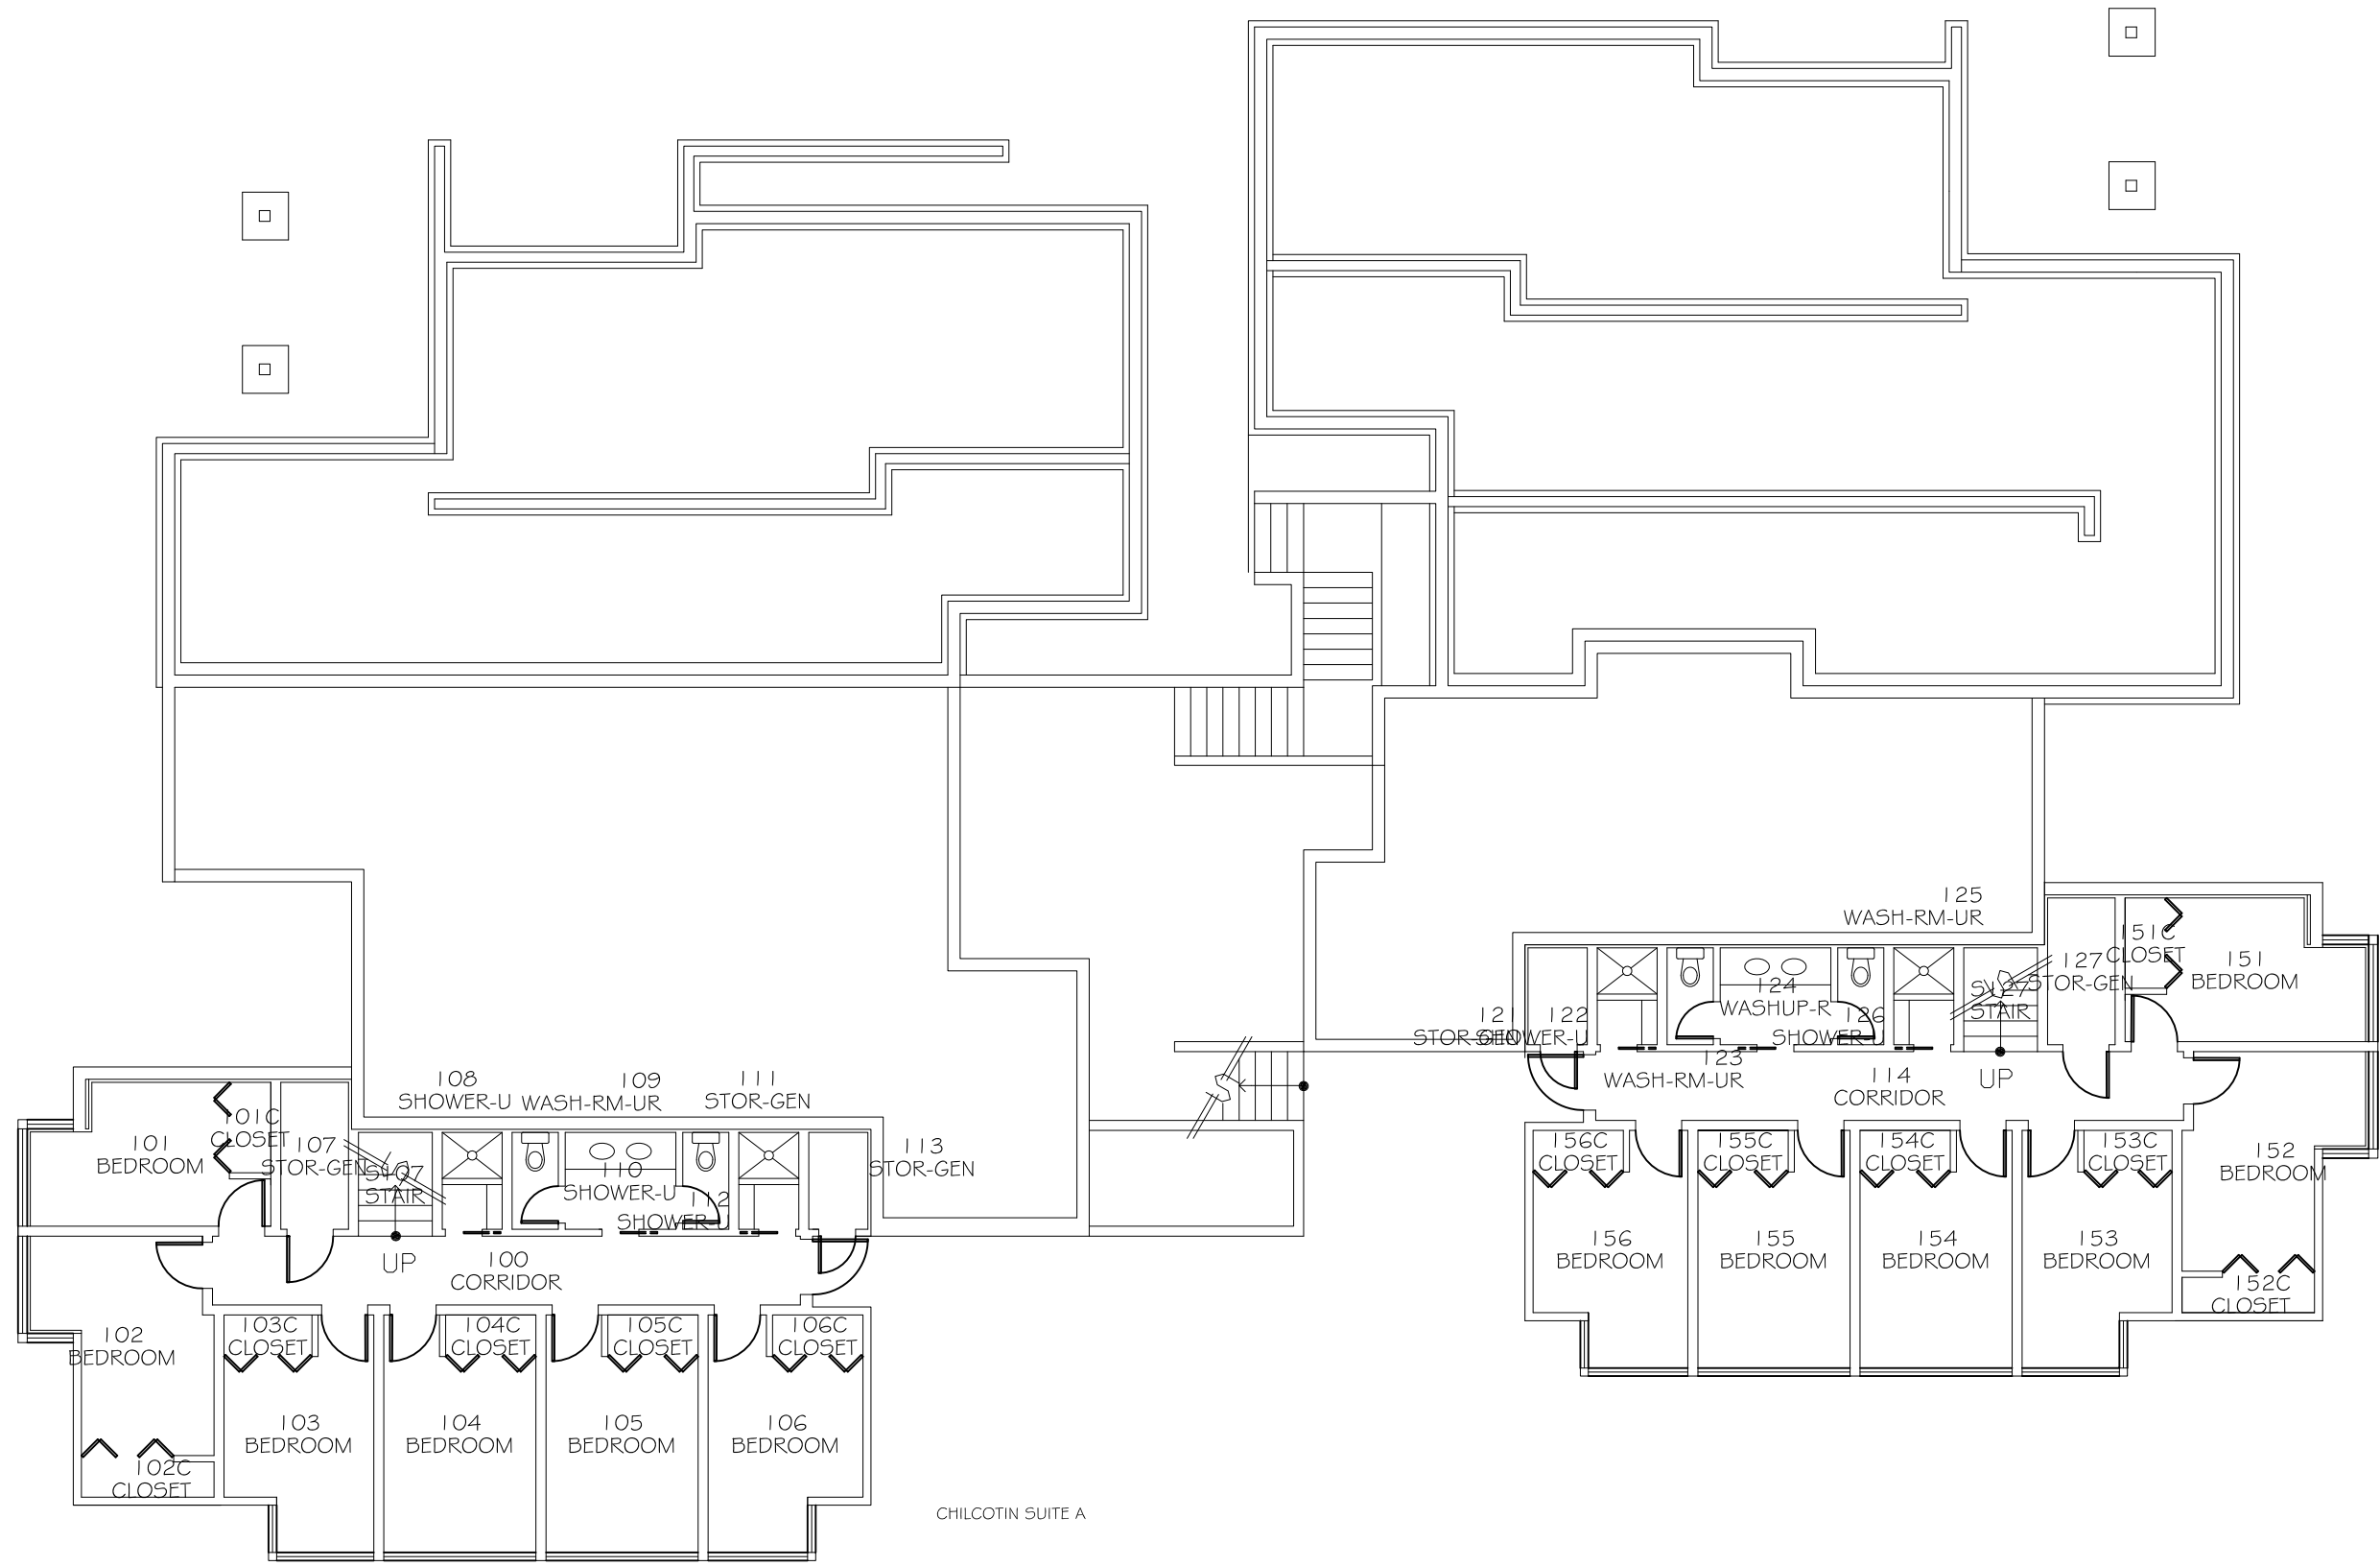 125
WASH-RM-UR
151C
CLOSET
127
STOR-GEN
151
BEDROOM
124
WASHUP-R
S127
STAIR
121
STOR-GEN
122
SHOWER-U
126
SHOWER-U
123
WASH-RM-UR
114
CORRIDOR
UP
156C
CLOSET
155C
CLOSET
154C
CLOSET
153C
CLOSET
152
BEDROOM
156
BEDROOM
155
BEDROOM
154
BEDROOM
153
BEDROOM
152C
CLOSET
108
SHOWER-U
109
WASH-RM-UR
111
STOR-GEN
101C
CLOSET
101
BEDROOM
107
STOR-GEN
S107
STAIR
110
SHOWER-U
112
SHOWER-U
113
STOR-GEN
UP
100
CORRIDOR
102
BEDROOM
103C
CLOSET
104C
CLOSET
105C
CLOSET
106C
CLOSET
103
BEDROOM
104
BEDROOM
105
BEDROOM
106
BEDROOM
102C
CLOSET
CHILCOTIN SUITE A